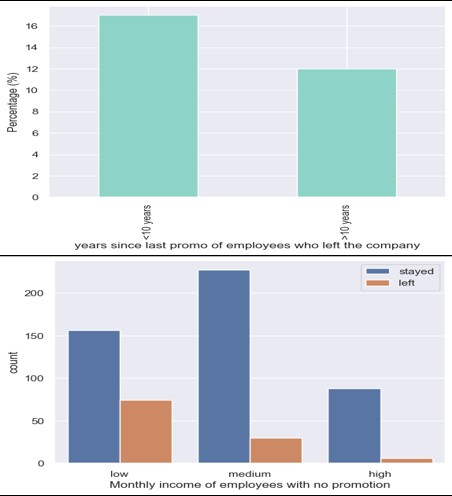 16
14
12
10
8
6
4
2
0
Percentage (%)
<10 years
>10 years
years since last promo of employees who left the company
stayed
left
200
150
100
50
0
count
low medium high
Monthly income of employees with no promotion